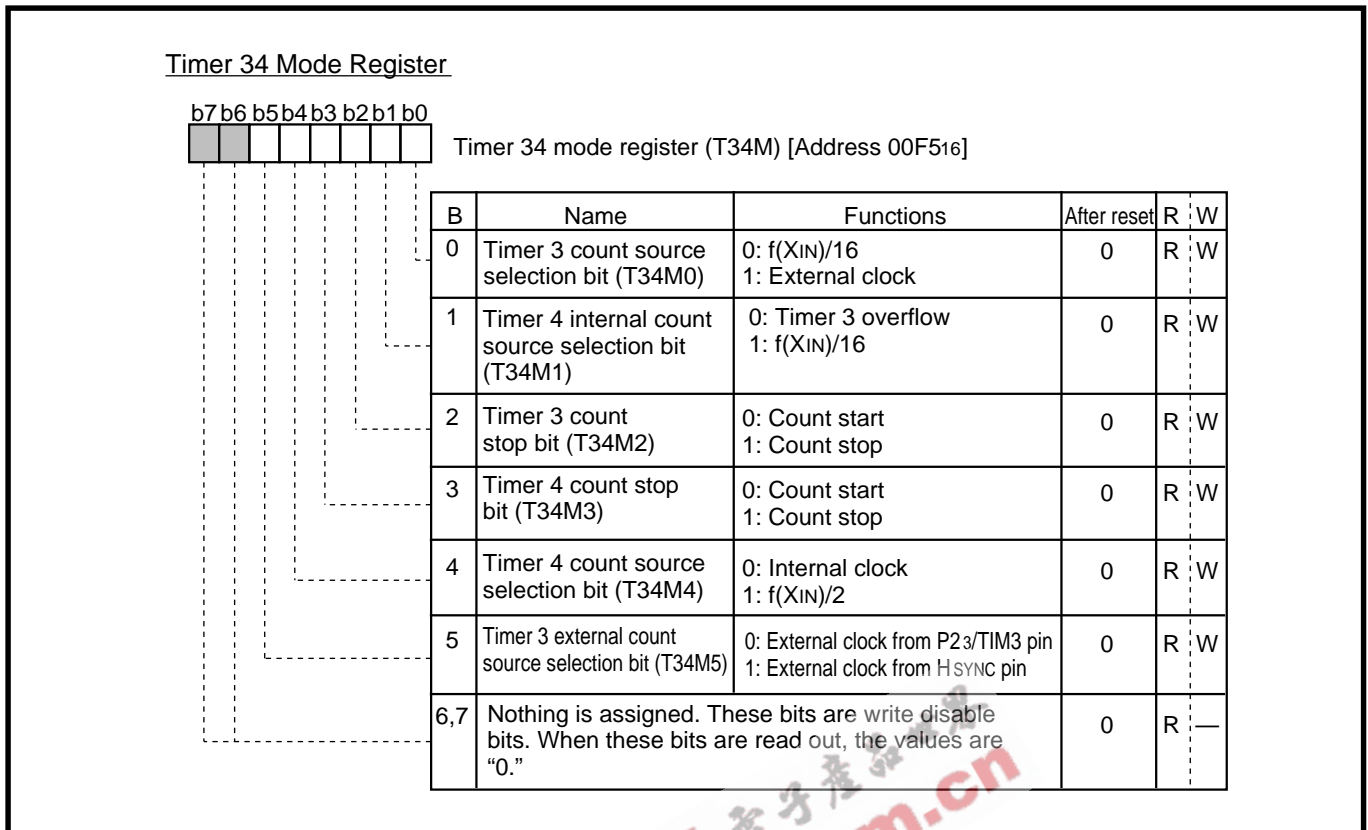 Timer 34 Mode Register
b7 b6 b5 b4 b3 b2 b1 b0
Timer 34 mode register (T34M) [Address 00F516]
B Name Functions After reset R W
0 Timer 3 count source 0: f(XIN)/16 0 R W
selection bit (T34M0) 1: External clock
1 Timer 4 internal count 0: Timer 3 overflow 0 R W
source selection bit 1: f(XIN)/16
(T34M1)
2 Timer 3 count 0: Count start 0 R W
stop bit (T34M2) 1: Count stop
3 Timer 4 count stop 0: Count start 0 R W
bit (T34M3) 1: Count stop
4 Timer 4 count source 0: Internal clock 0 R W
selection bit (T34M4) 1: f(XIN)/2
5 Timer 3 external count 0: External clock from P23/TIM3 pin 0 R W
source selection bit (T34M5) 1: External clock from HSYNC pin
6,7 Nothing is assigned. These bits are write disable 0 R —
bits. When these bits are read out, the values are
“0.”